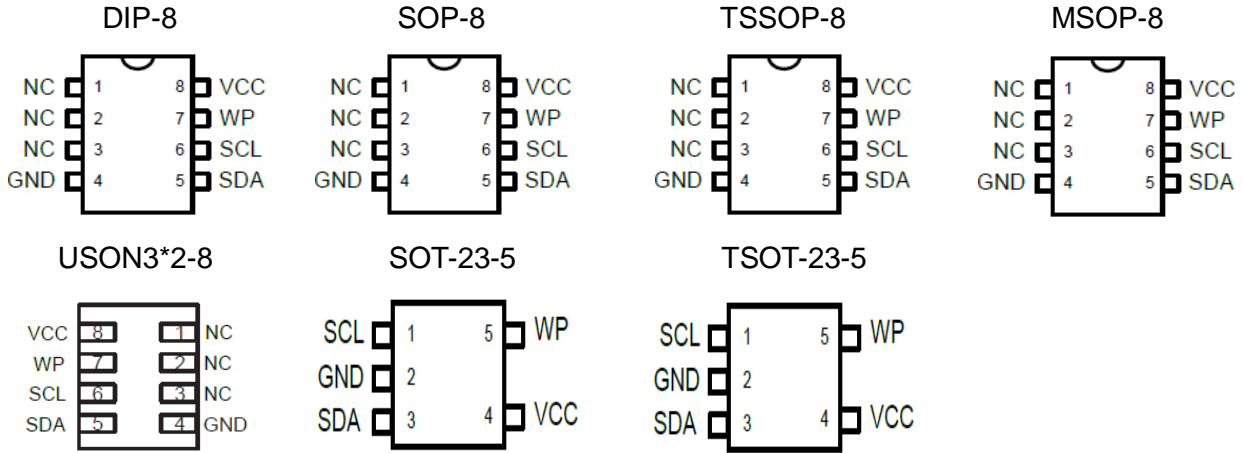 DIP-8 SOP-8 TSSOP-8 MSOP-8
NC 1 8 VCC NC 1 8 VCC NC 1 8 VCC NC 1 8 VCC
NC 2 7 WP NC 2 7 WP NC 2 7 WP NC 2 7 WP
NC 3 6 SCL NC 3 6 SCL NC 3 6 SCL NC 3 6 SCL
GND 4 5 SDA GND 4 5 SDA GND 4 5 SDA GND 4 5 SDA
USON3*2-8 SOT-23-5 TSOT-23-5
VCC 8 1 NC SCL 1 5 WP SCL 1 5 WP
WP 7 2 NC GND 2 GND 2
SCL 6 3 NC
SDA 5 4 GND SDA 3 4 VCC SDA 3 4 VCC